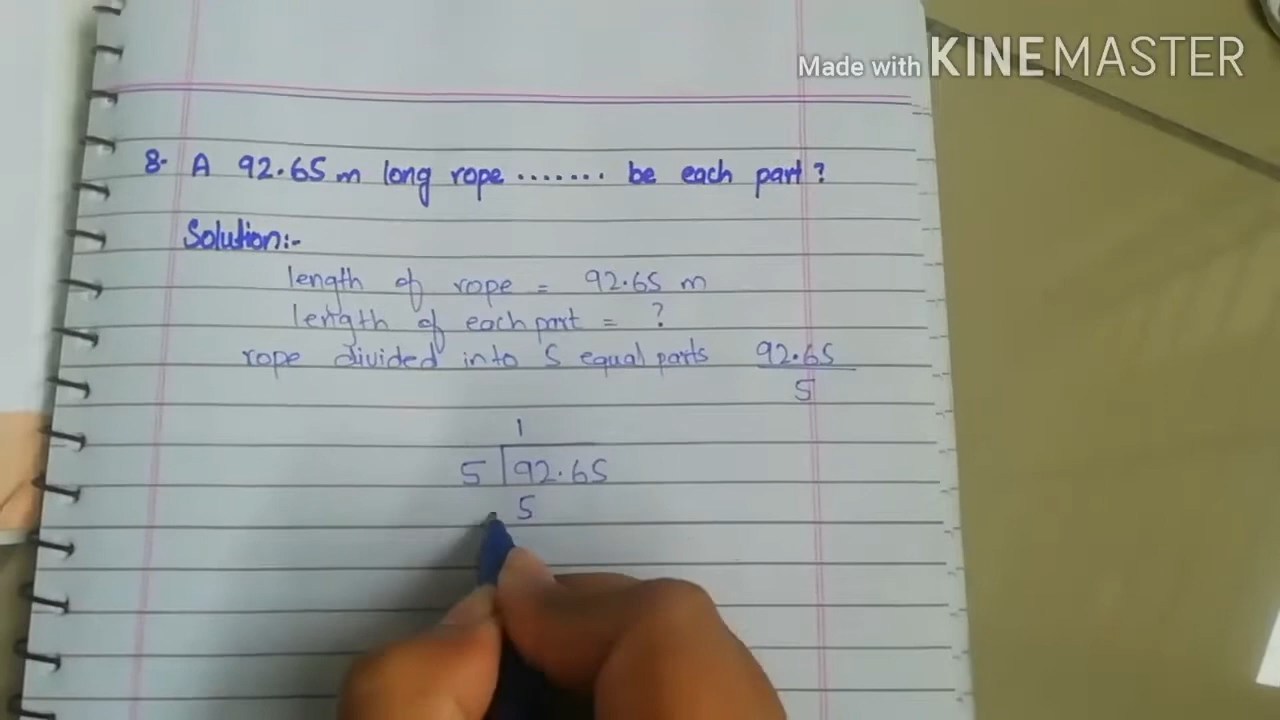 Made with KINEMASTER
8. A 92.65 m long rope ....... be each part?
Solution:-
length of rope = 92.65 m
length of each part = ?
rope divided into 5 equal parts 92.65
5
1
5 92.65
5